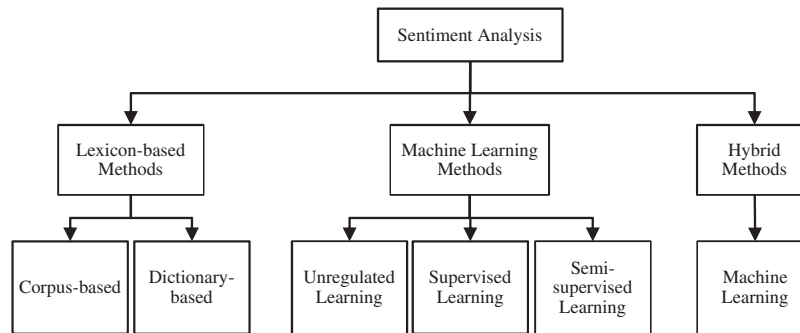 Sentiment Analysis
Lexicon-based
Methods
Machine Learning
Methods
Hybrid
Methods
Corpus-based
Dictionary-
based
Unregulated
Learning
Supervised
Learning
Semi-
supervised
Learning
Machine
Learning